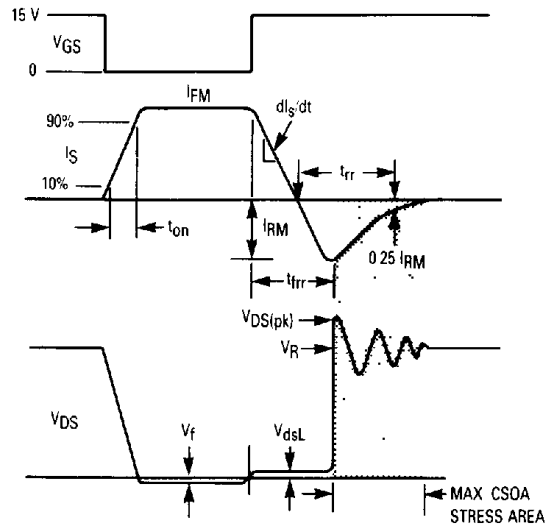 15 V
VGS
0
IFM
dIS/dt
90%
IS
trr
10%
ton
IRM
0.25 IRM
tfrr
VDS(pk)
VR
VDS
Vf
VdsL
MAX CSOA
STRESS AREA